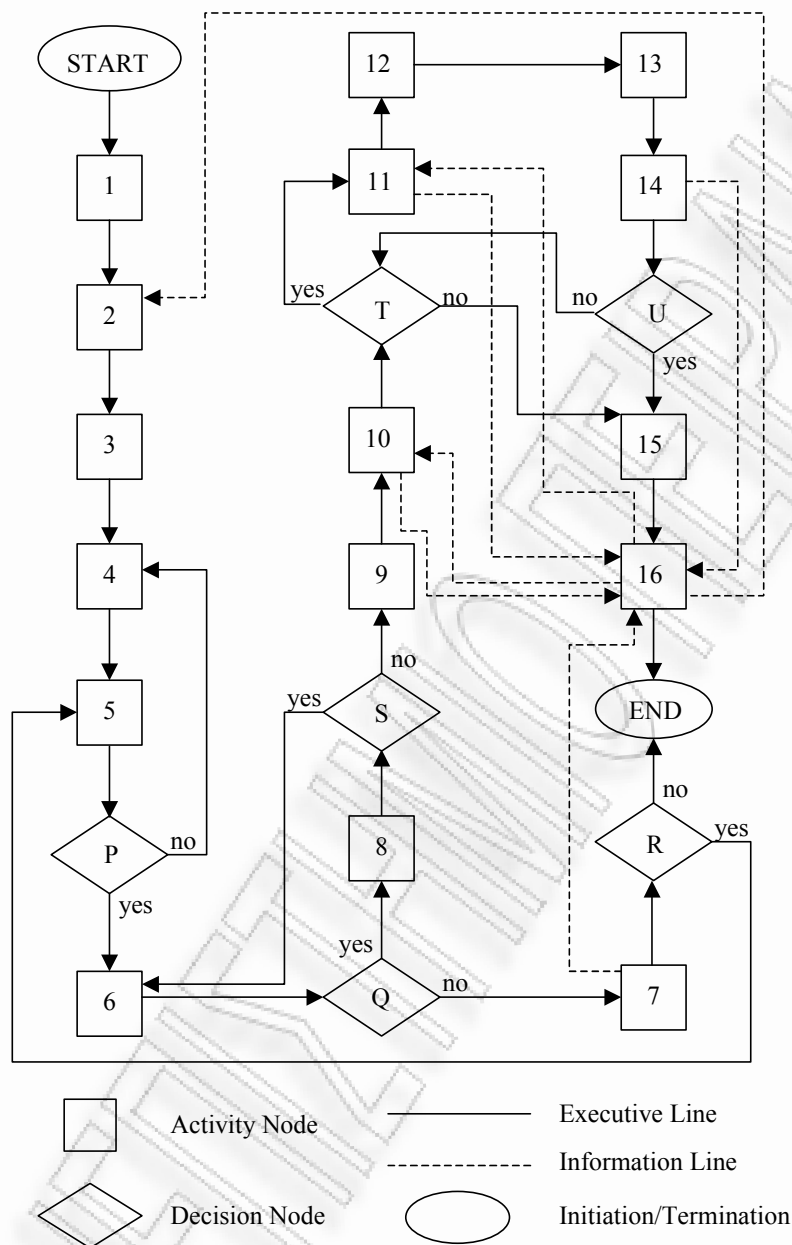 START
1
2
3
4
5
P
no
yes
6
Q
yes
no
7
R
yes
no
8
S
yes
no
9
10
T
yes
no
11
12
13
14
U
no
yes
15
16
END
Activity Node
Executive Line
Information Line
Decision Node
Initiation/Termination